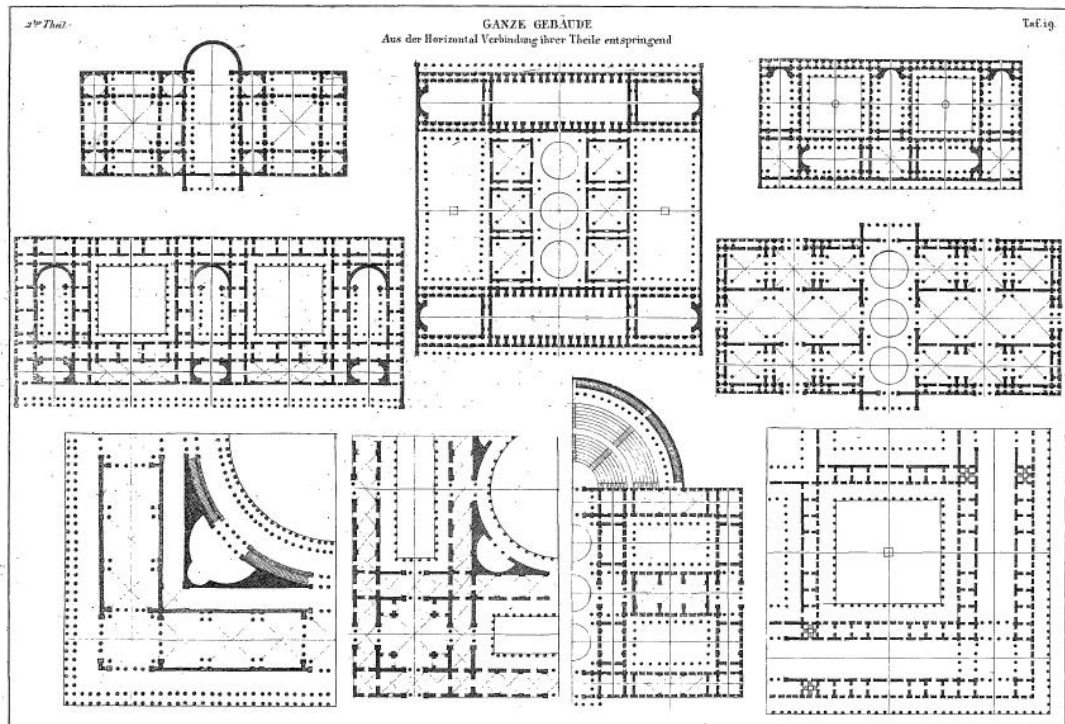 2ter Theil.
GANZE GEBÄUDE
Taf. 19.
Aus der Horizontal Verbindung ihrer Theile entspringend